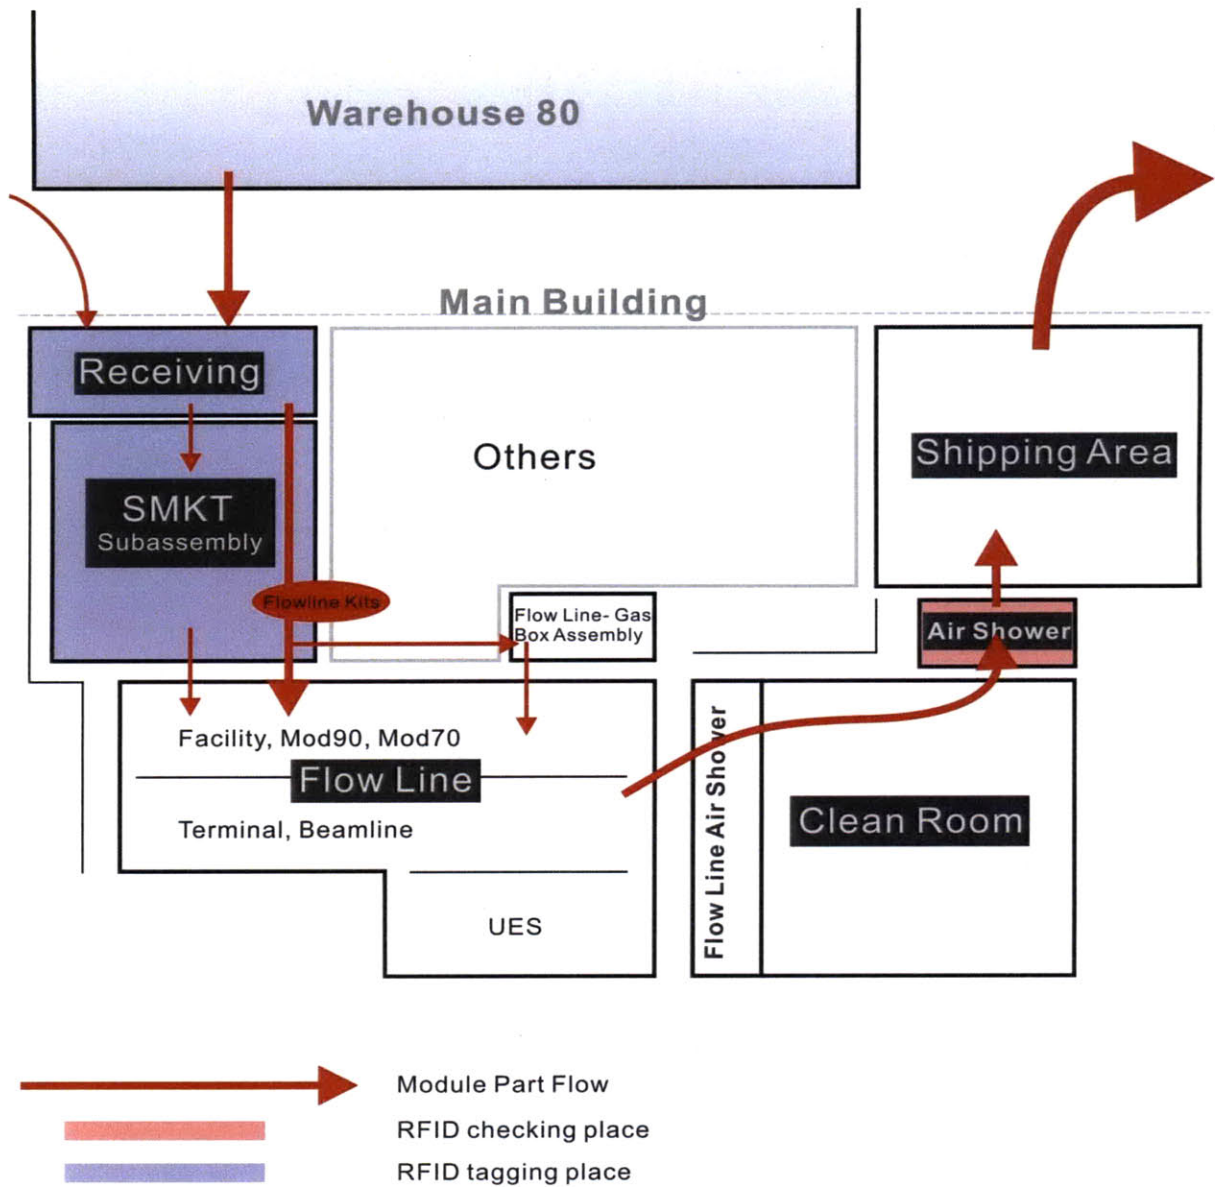 Warehouse 80
Main Building
Receiving
Others
Shipping Area
SMKT
Subassembly
Flowline Kits
Flow Line- Gas
Box Assembly
Air Shower
Facility, Mod90, Mod70
Flow Line
Terminal, Beamline
UES
Flow Line Air Shower
Clean Room
Module Part Flow
RFID checking place
RFID tagging place